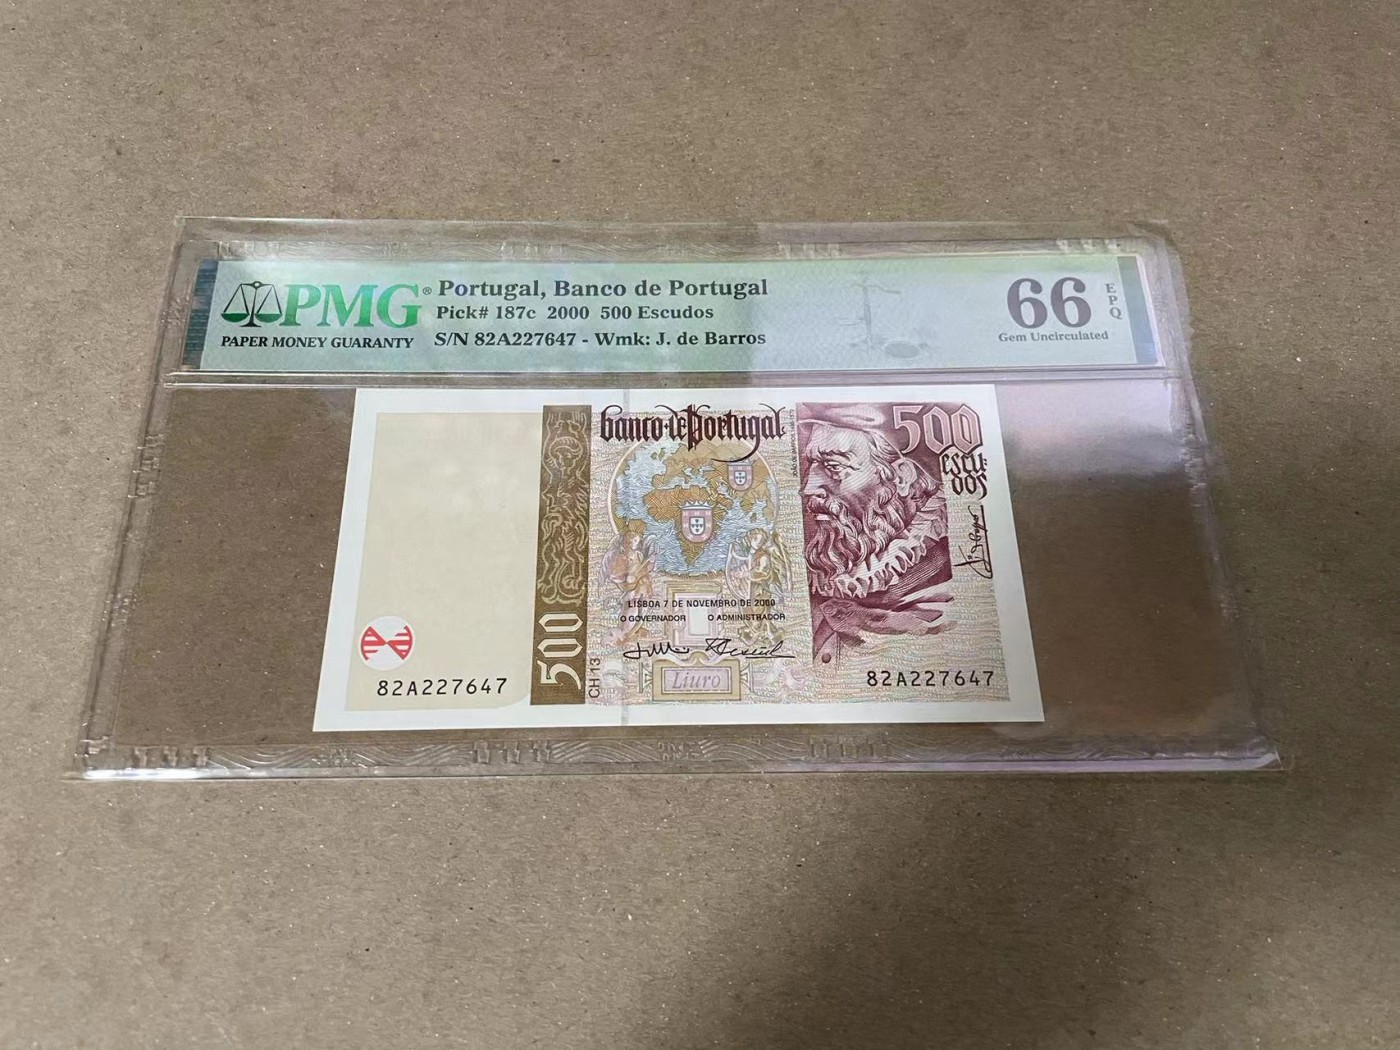 PMG®
PAPER MONEY GUARANTY
Portugal, Banco de Portugal
Pick# 187c 2000 500 Escudos
S/N 82A227647 - Wmk: J. de Barros
66
EPQ
Gem Uncirculated
banco de Portugal
500
ESCU:
DOS
LISBOA 7 DE NOVEMBRO DE 2000
O GOVERNADOR O ADMINISTRADOR
500
CH 13
Liuro
82A227647
82A227647